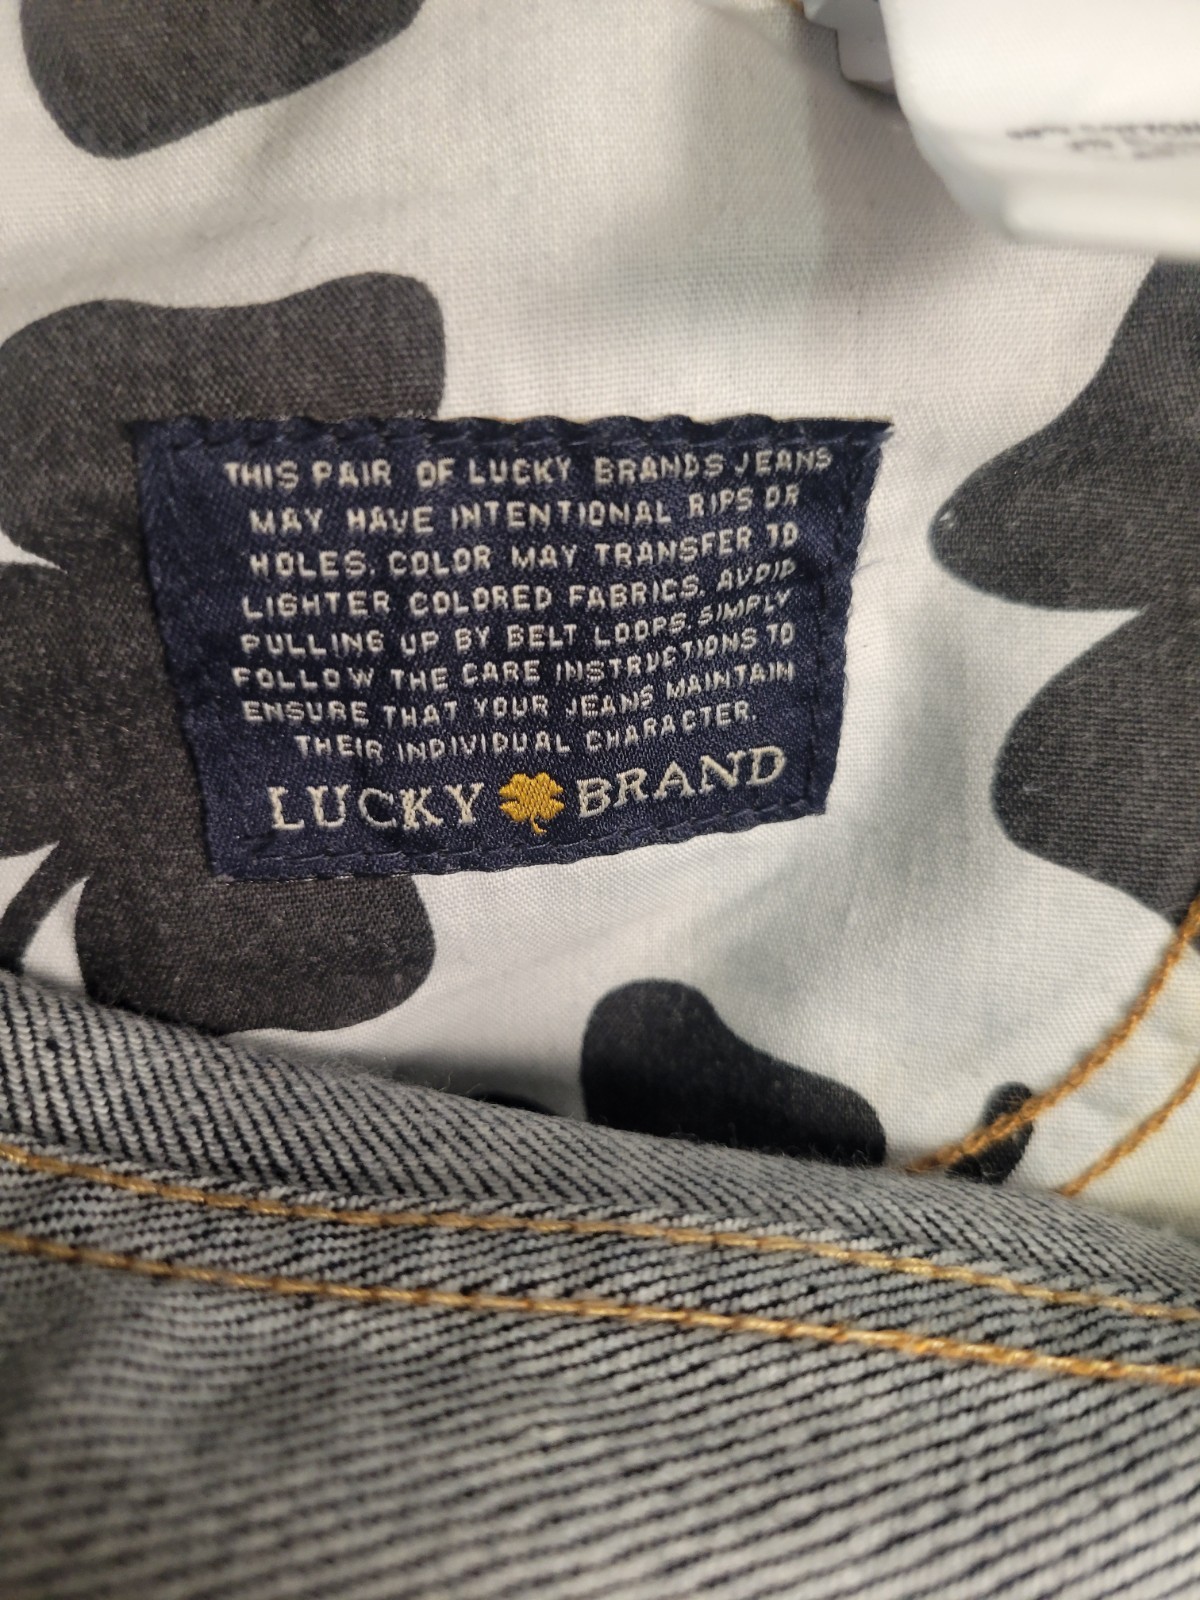 THIS PAIR OF LUCKY BRANDS JEANS
MAY HAVE INTENTIONAL RIPS OR
HOLES. COLOR MAY TRANSFER TO
LIGHTER COLORED FABRICS. AVOID
PULLING UP BY BELT LOOPS. SIMPLY
FOLLOW THE CARE INSTRUCTIONS TO
ENSURE THAT YOUR JEANS MAINTAIN
THEIR INDIVIDUAL CHARACTER.
LUCKY BRAND